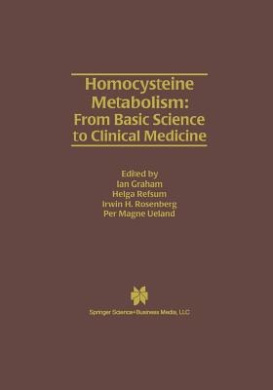 Homocysteine
Metabolism:
From Basic Science
to Clinical Medicine
Edited by
Ian Graham
Helga Refsum
Irwin H. Rosenberg
Per Magne Ueland
Springer Science+Business Media, LLC